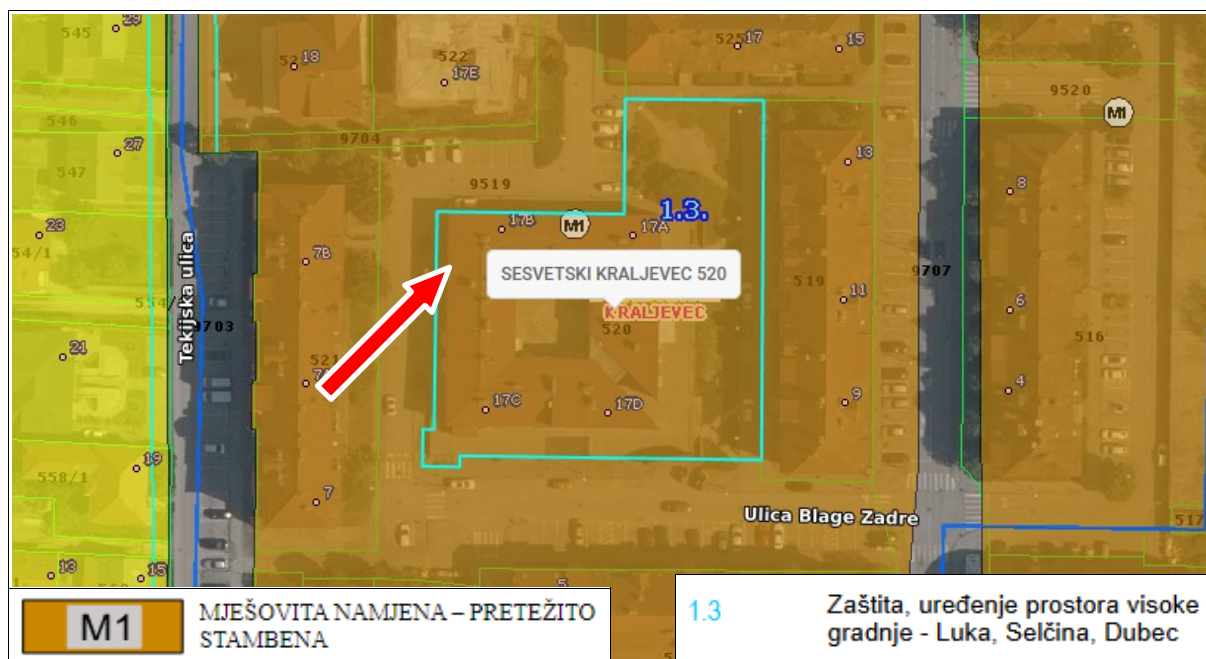 29
545
18
522
17E
525
17
15
9520
M1
546
27
9704
13
547
9519
8
23
17B
M1
17A
1.3.
54/1
7B
SESVETSKI KRALJEVEC 520
519
9707
11
6
KRALJEVEC
520
516
Tekijska ulica
9703
21
521
7A
4
9
17C
17D
19
558/1
7
Ulica Blage Zadre
517
13
15
5
M1
MJEŠOVITA NAMJENA – PRETEŽITO
STAMBENA
1.3
Zaštita, uređenje prostora visoke
gradnje - Luka, Selčina, Dubec